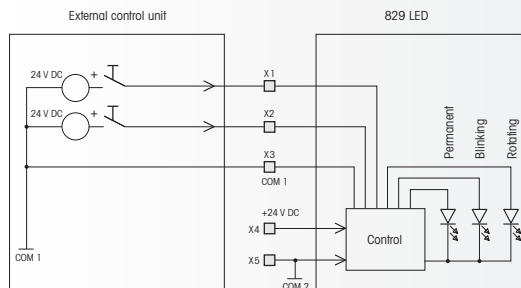 External control unit
829 LED
24 V DC
+
X1
24 V DC
+
X2
X3
COM 1
Permanent
Blinking
Rotating
+24 V DC
X4
Control
X5
COM 1
COM 2